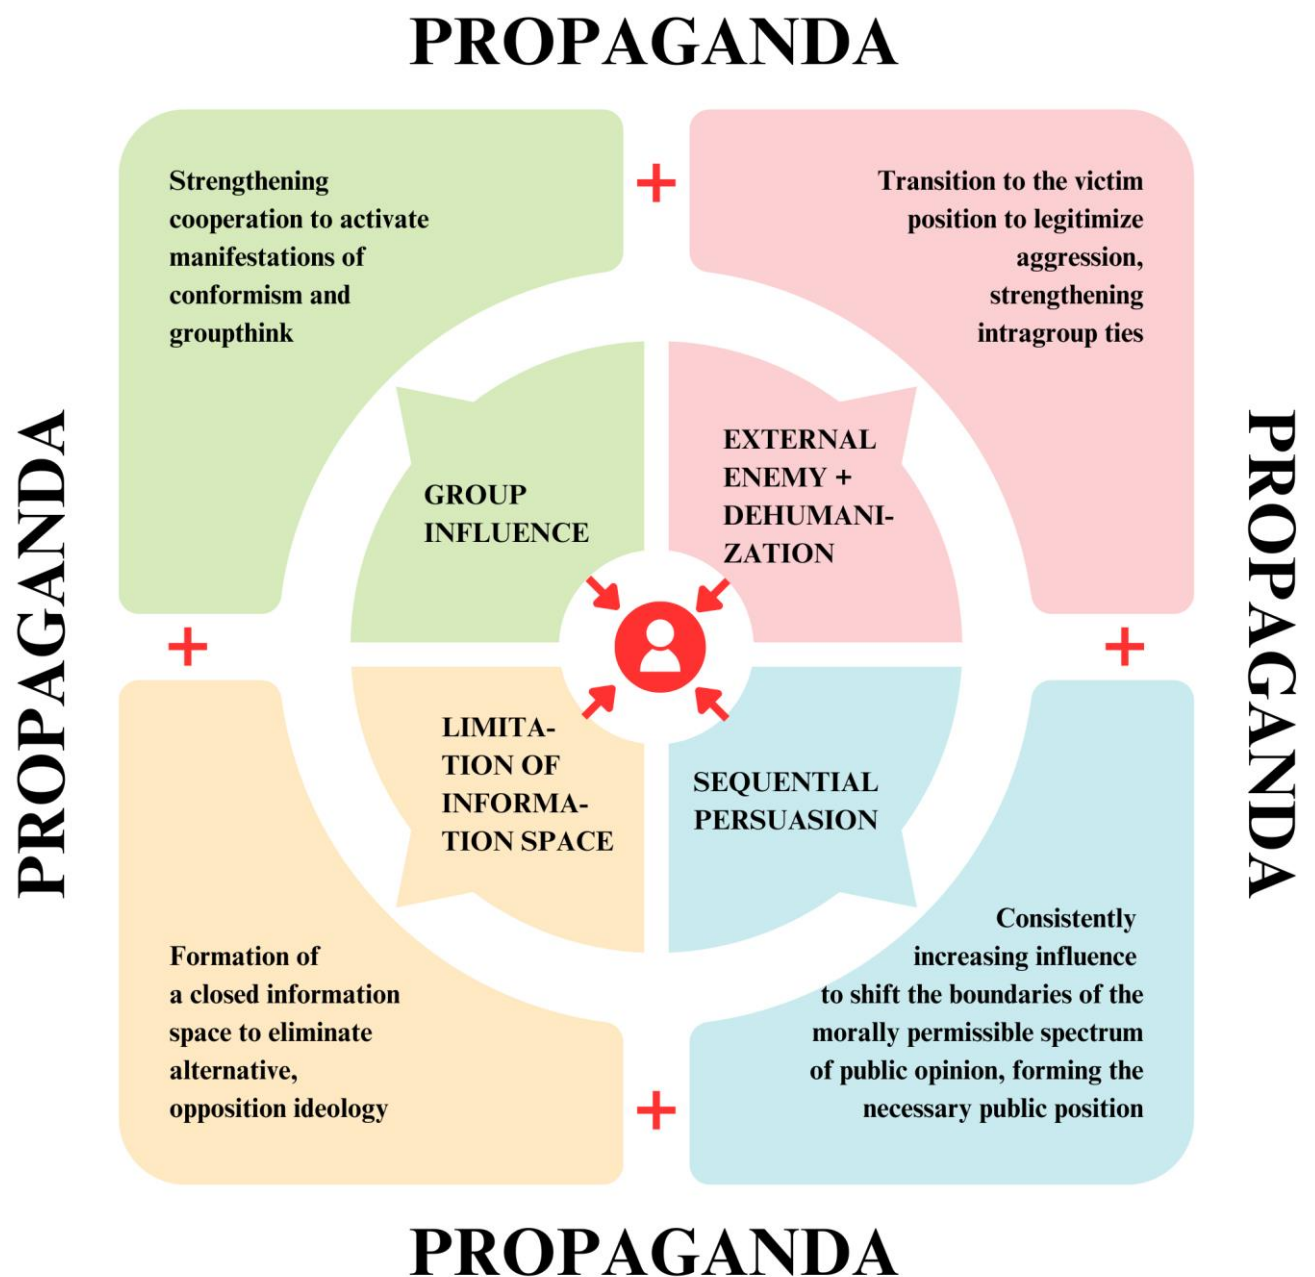 PROPAGANDA
Strengthening
cooperation to activate
manifestations of
conformism and
groupthink
Transition to the victim
position to legitimize
aggression,
strengthening
intragroup ties
GROUP
INFLUENCE
EXTERNAL
ENEMY +
DEHUMANI-
ZATION
PROPAGANDA
PROPAGANDA
LIMITA-
TION OF
INFORMA-
TION SPACE
SEQUENTIAL
PERSUASION
Formation of
a closed information
space to eliminate
alternative,
opposition ideology
Consistently
increasing influence
to shift the boundaries of the
morally permissible spectrum
of public opinion, forming the
necessary public position
PROPAGANDA